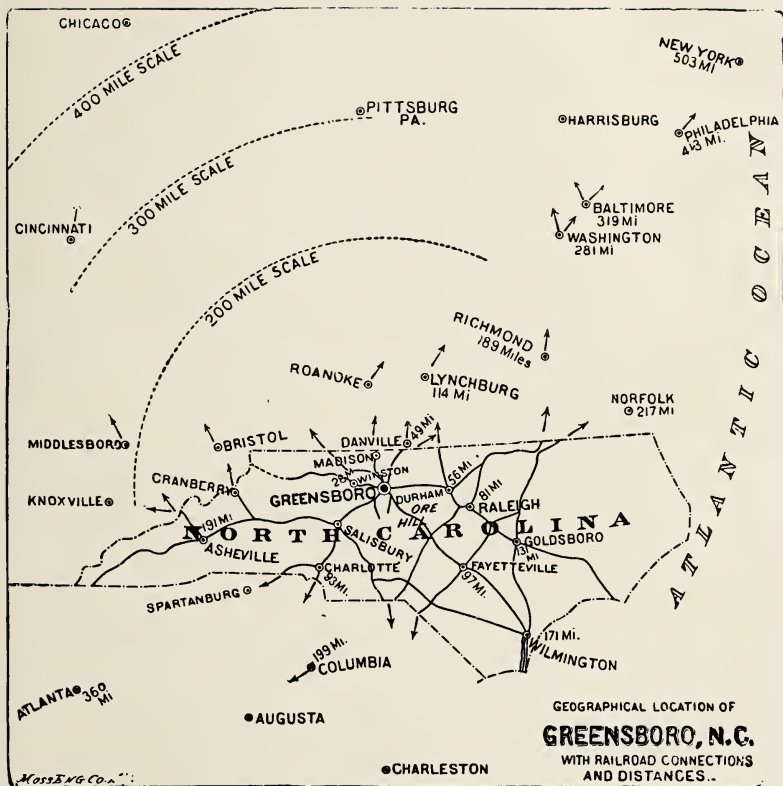 CHICAGO
400 MILE SCALE
NEW YORK
503 MI
PITTSBURG
PA.
HARRISBURG
PHILADELPHIA
413 Mi.
300 MILE SCALE
CINCINNATI
BALTIMORE
319 Mi
WASHINGTON
281 Mi
ATLANTIC OCEAN
200 MILE SCALE
RICHMOND
189 Miles
ROANOKE
LYNCHBURG
114 Mi
NORFOLK
217 MI
MIDDLESBORO
BRISTOL
DANVILLE
49 Mi
MADISON
28 M
WINSTON
CRANBERRY
GREENSBORO
DURHAM
56 Mi
81 MI
RALEIGH
KNOXVILLE
ORE
HILL
NORTH CAROLINA
191 Mi
ASHEVILLE
SALISBURY
GOLDSBORO
MI
CHARLOTTE
93 Mi.
FAYETTEVILLE
97 Mi.
SPARTANBURG
171 Mi.
WILMINGTON
199 Mi.
COLUMBIA
ATLANTA
360
MI
AUGUSTA
CHARLESTON
GEOGRAPHICAL LOCATION OF
GREENSBORO, N.C.
WITH RAILROAD CONNECTIONS
AND DISTANCES..
MOSS ENG CO.